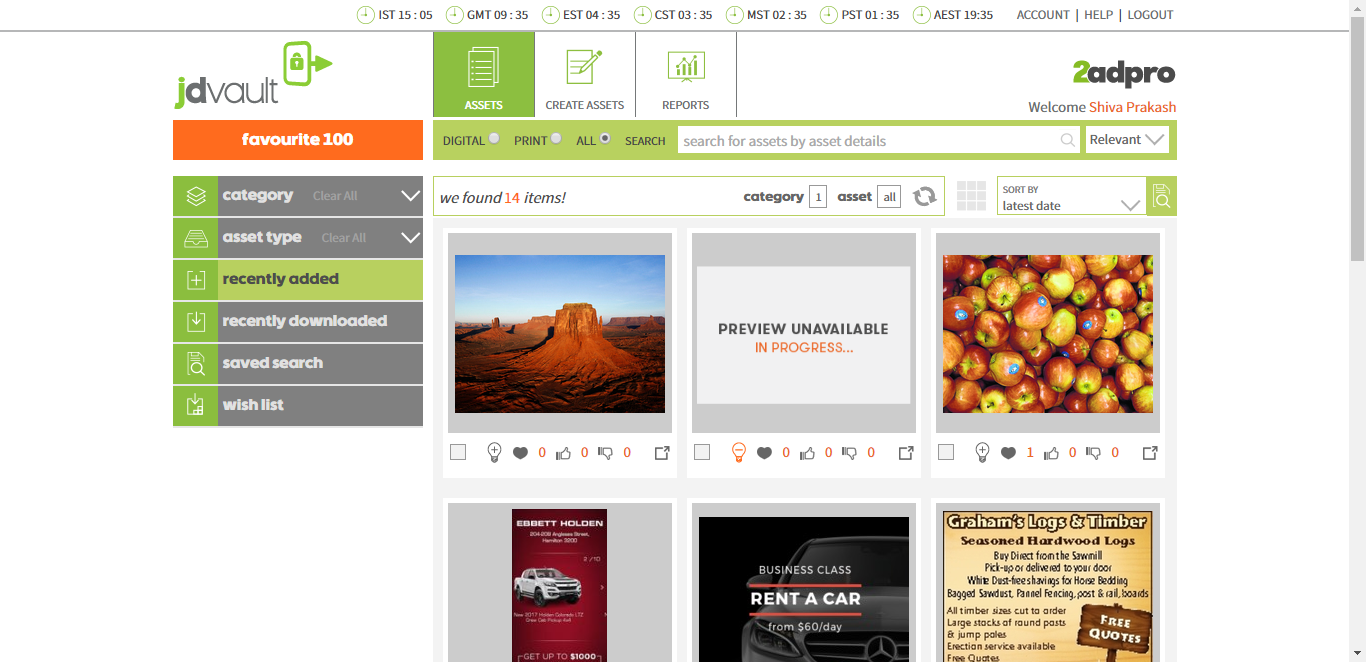 IST 15 : 05 GMT 09 : 35 EST 04 : 35 CST 03 : 35 MST 02 : 35 PST 01 : 35 AEST 19:35 ACCOUNT | HELP | LOGOUT
jdvault
ASSETS CREATE ASSETS REPORTS
2adpro
Welcome Shiva Prakash
favourite 100
DIGITAL PRINT ALL SEARCH search for assets by asset details Relevant
category Clear All
asset type Clear All
recently added
recently downloaded
saved search
wish list
we found 14 items! category 1 asset all
SORT BY
latest date
PREVIEW UNAVAILABLE
IN PROGRESS...
0 0 0
0 0 0
1 0 0
EBBETT HOLDEN
204-208 Anglesea Street,
Hamilton 3200
2 / 10
New 2017 Holden Colorado LTZ
Crew Cab Pickup 4x4
GET UP TO $1000
BUSINESS CLASS
RENT A CAR
from $60/day
Graham's Logs & Timber
Seasoned Hardwood Logs
Buy Direct from the Sawmill
Pick-up or delivered to your door
White Dust-free shavings for Horse Bedding
Bagged Sawdust, Pannel Fencing, post & rail, boards
All timber sizes cut to order
Large stocks of round posts
& jump poles
Erection service available
Free Quotes
FREE
QUOTES